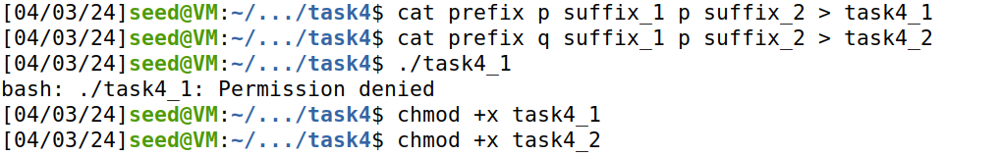 [04/03/24]seed@VM:~/.../task4$ cat prefix p suffix_1 p suffix_2 > task4_1
[04/03/24]seed@VM:~/.../task4$ cat prefix q suffix_1 p suffix_2 > task4_2
[04/03/24]seed@VM:~/.../task4$ ./task4_1
bash: ./task4_1: Permission denied
[04/03/24]seed@VM:~/.../task4$ chmod +x task4_1
[04/03/24]seed@VM:~/.../task4$ chmod +x task4_2